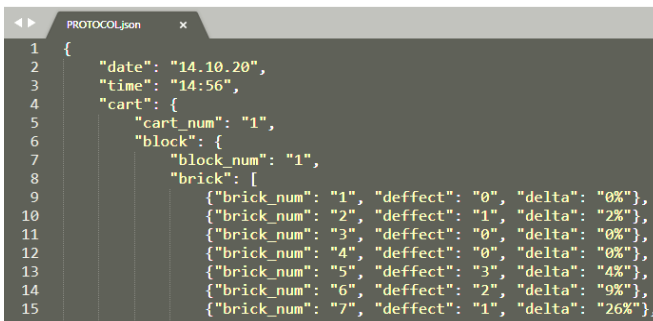 PROTOCOL.json ×
1 {
2 "date": "14.10.20",
3 "time": "14:56",
4 "cart": {
5 "cart_num": "1",
6 "block": {
7 "block_num": "1",
8 "brick": [
9 {"brick_num": "1", "deffect": "0", "delta": "0%"},
10 {"brick_num": "2", "deffect": "1", "delta": "2%"},
11 {"brick_num": "3", "deffect": "0", "delta": "0%"},
12 {"brick_num": "4", "deffect": "0", "delta": "0%"},
13 {"brick_num": "5", "deffect": "3", "delta": "4%"},
14 {"brick_num": "6", "deffect": "2", "delta": "9%"},
15 {"brick_num": "7", "deffect": "1", "delta": "26%"},